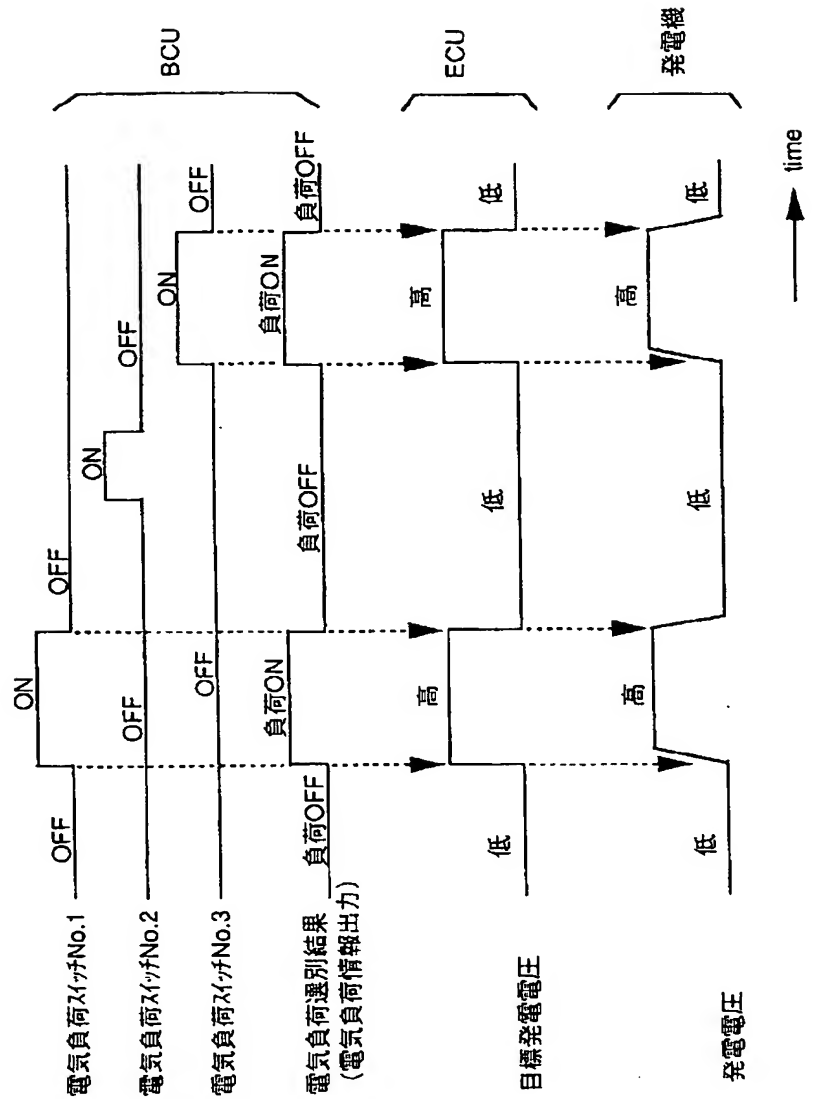 電気負荷スイッチNo.1
OFF
ON
OFF
電気負荷スイッチNo.2
OFF
ON
OFF
電気負荷スイッチNo.3
OFF
ON
OFF
電気負荷選別結果
(電気負荷情報出力)
負荷OFF
負荷ON
負荷OFF
負荷ON
負荷OFF
BCU
目標発電電圧
低
高
低
高
低
ECU
発電電圧
低
高
低
高
低
発電機
time